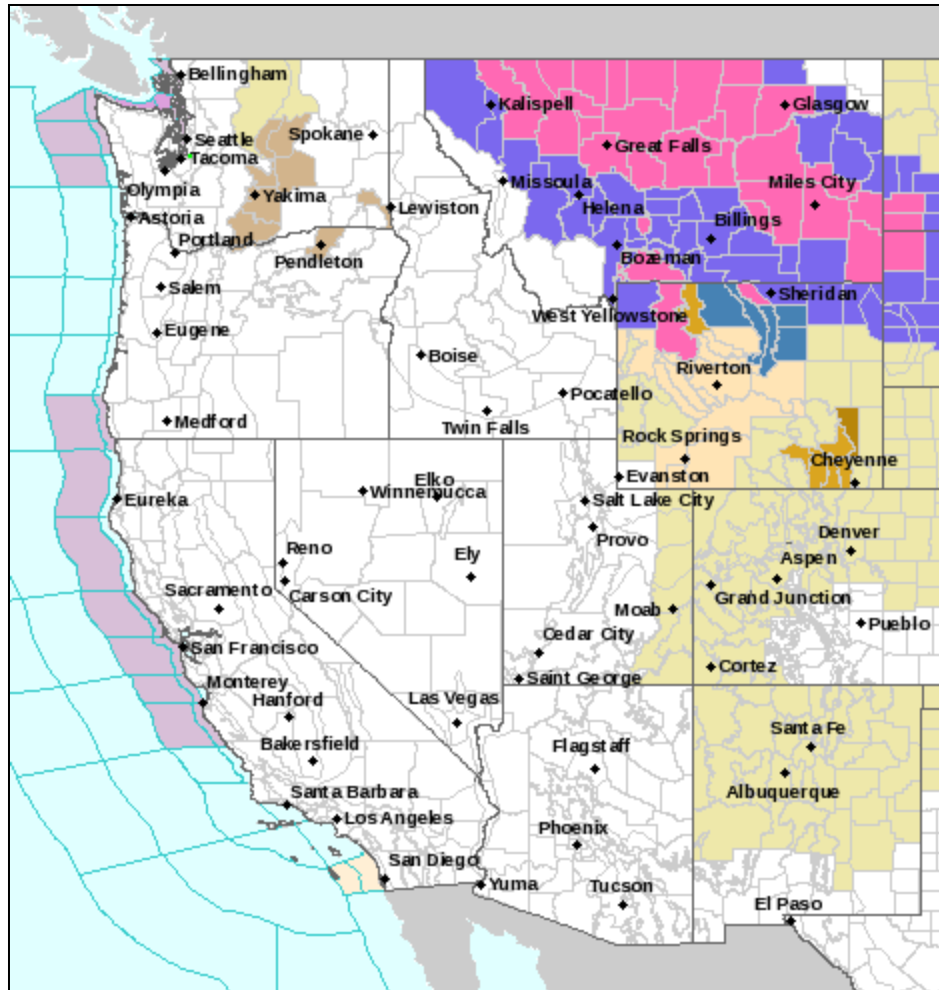 Bellingham
Kalispell
Glasgow
Seattle
Spokane
Great Falls
Tacoma
Olympia
Missoula
Miles City
Yakima
Lewiston
Helena
Astoria
Billings
Portland
Bozeman
Pendleton
Salem
Sheridan
West Yellowstone
Eugene
Boise
Riverton
Pocatello
Medford
Twin Falls
Rock Springs
Cheyenne
Elko
Evanston
Winnemucca
Eureka
Salt Lake City
Denver
Provo
Reno
Ely
Aspen
Sacramento
Carson City
Grand Junction
Moab
Pueblo
Cedar City
San Francisco
Cortez
Saint George
Monterey
Hanford
Las Vegas
Santa Fe
Bakersfield
Flagstaff
Albuquerque
Santa Barbara
Los Angeles
Phoenix
San Diego
Yuma
Tucson
El Paso